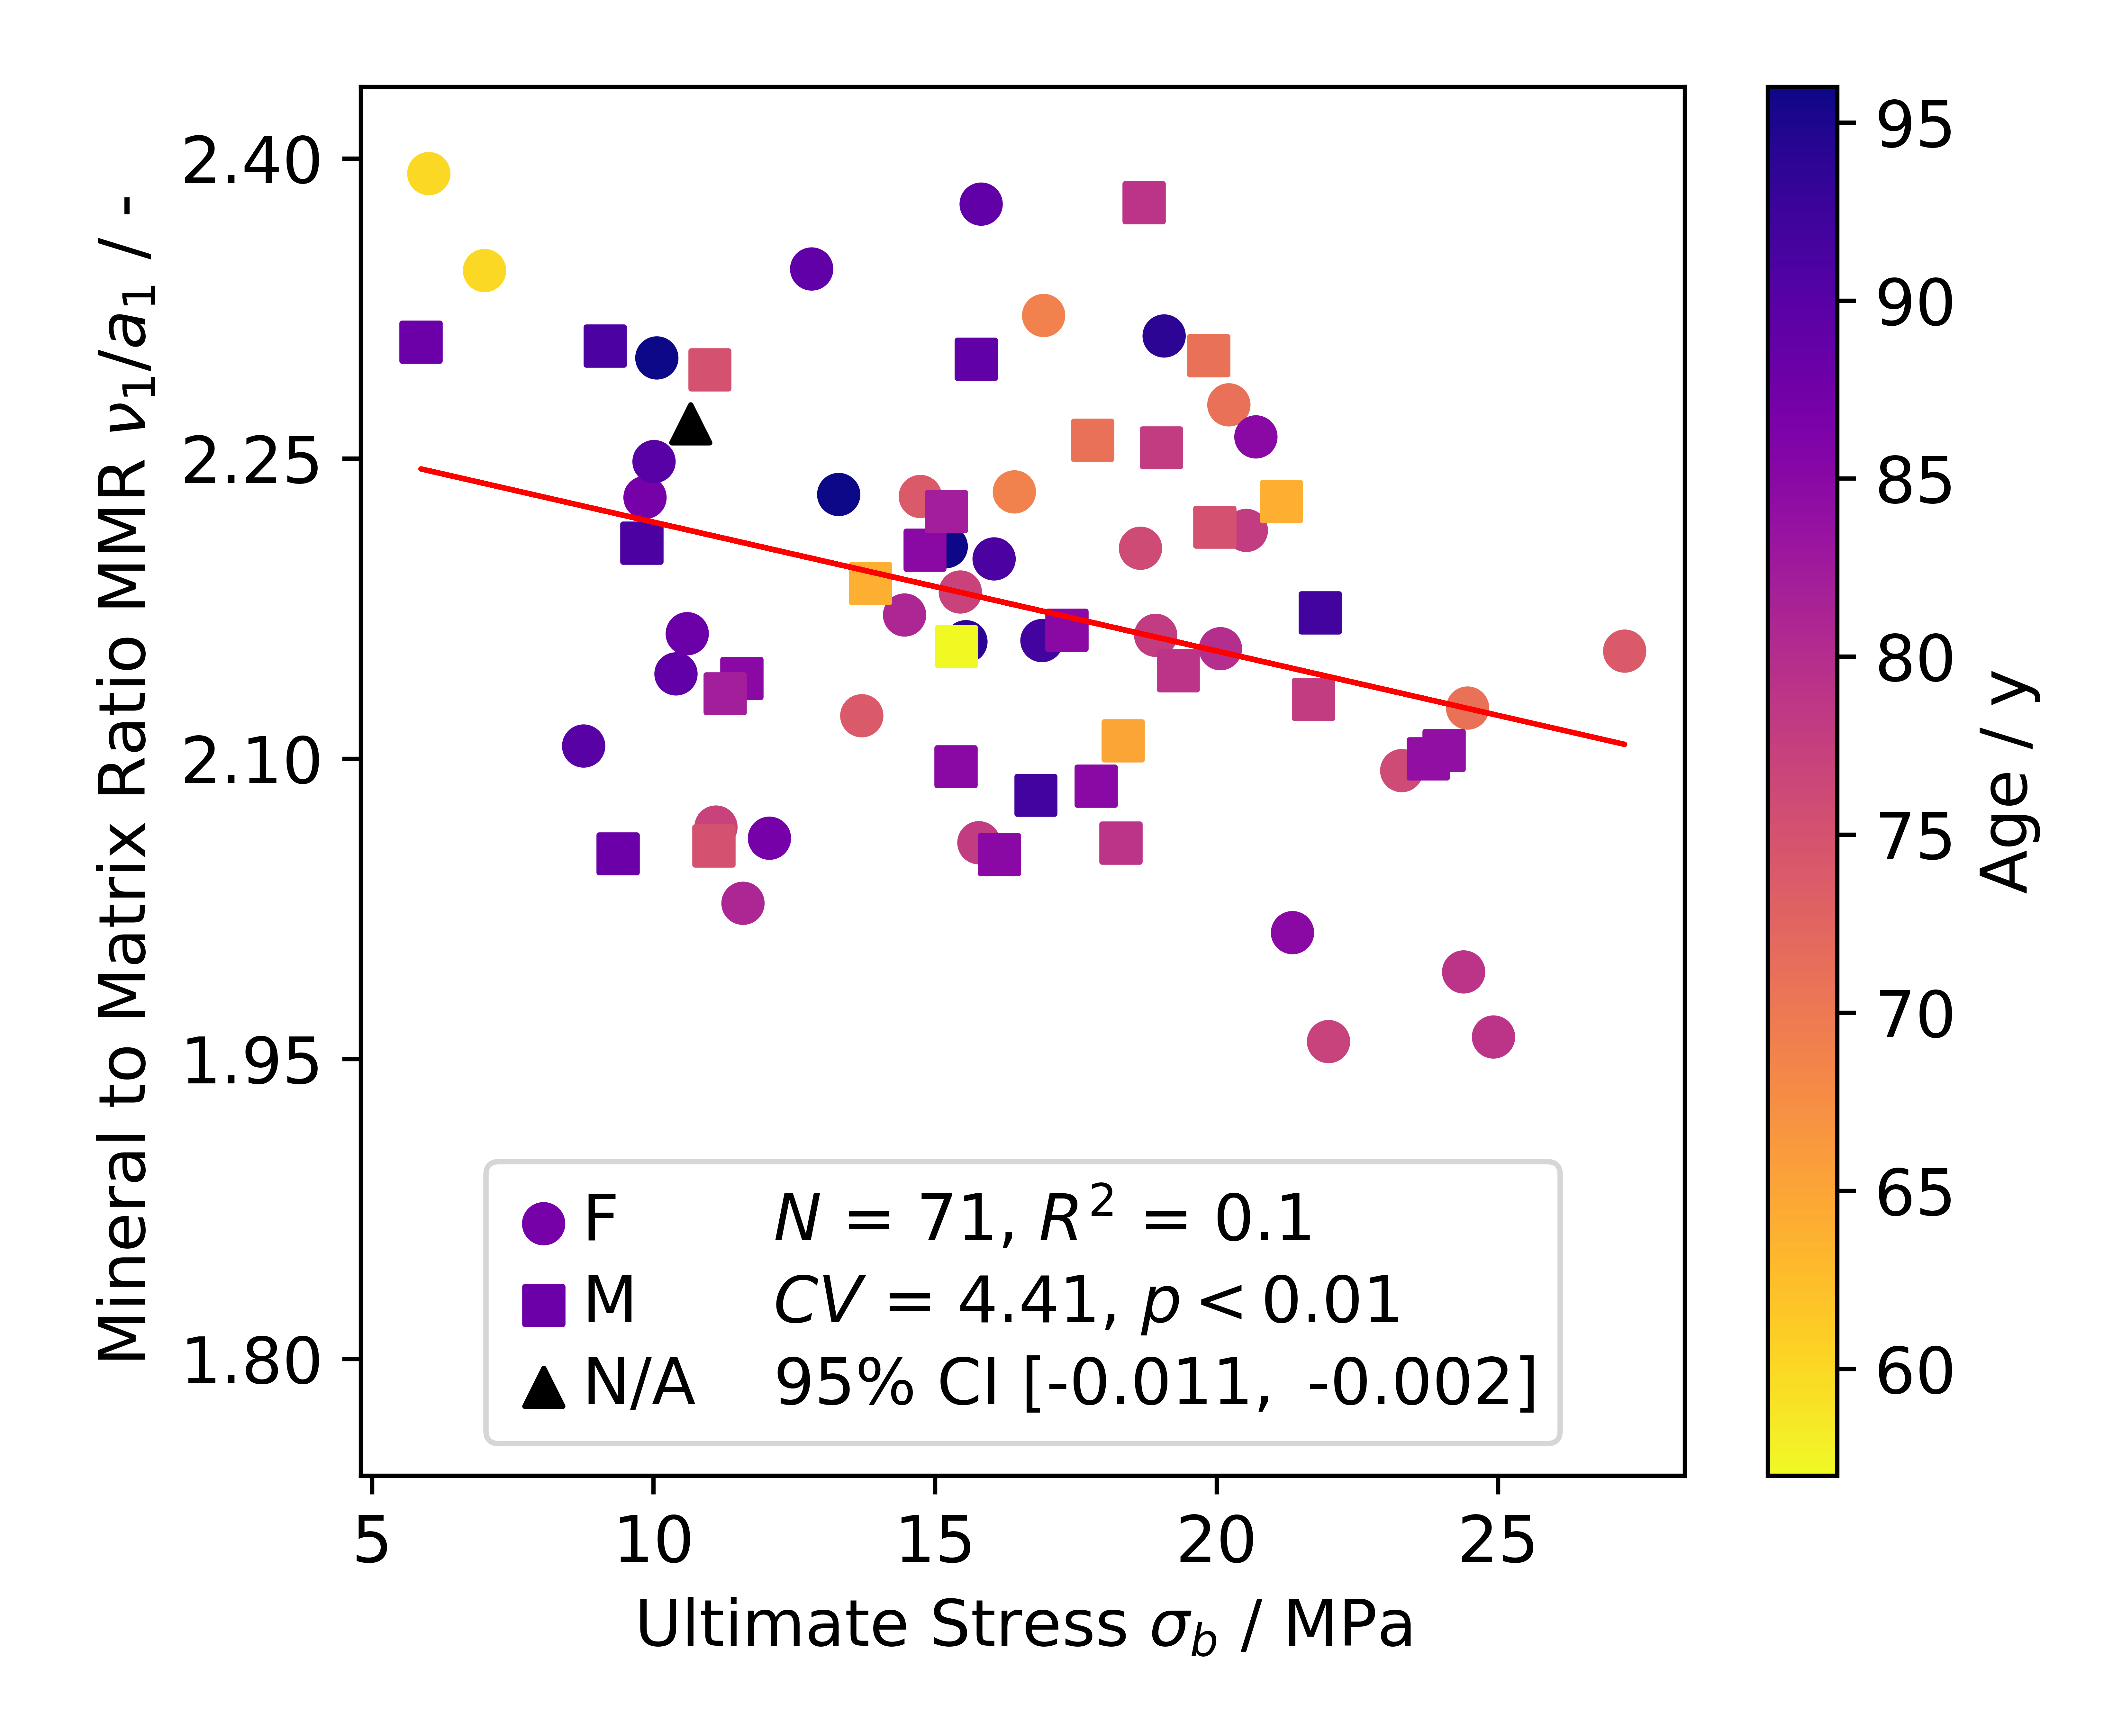 Mineral to Matrix Ratio MMR ν₁/a₁ / -
2.40
2.25
2.10
1.95
1.80
F N = 71, R² = 0.1
M CV = 4.41, p < 0.01
N/A 95% CI [-0.011, -0.002]
5 10 15 20 25
Ultimate Stress σ_b / MPa
95
90
85
80
75
70
65
60
Age / y